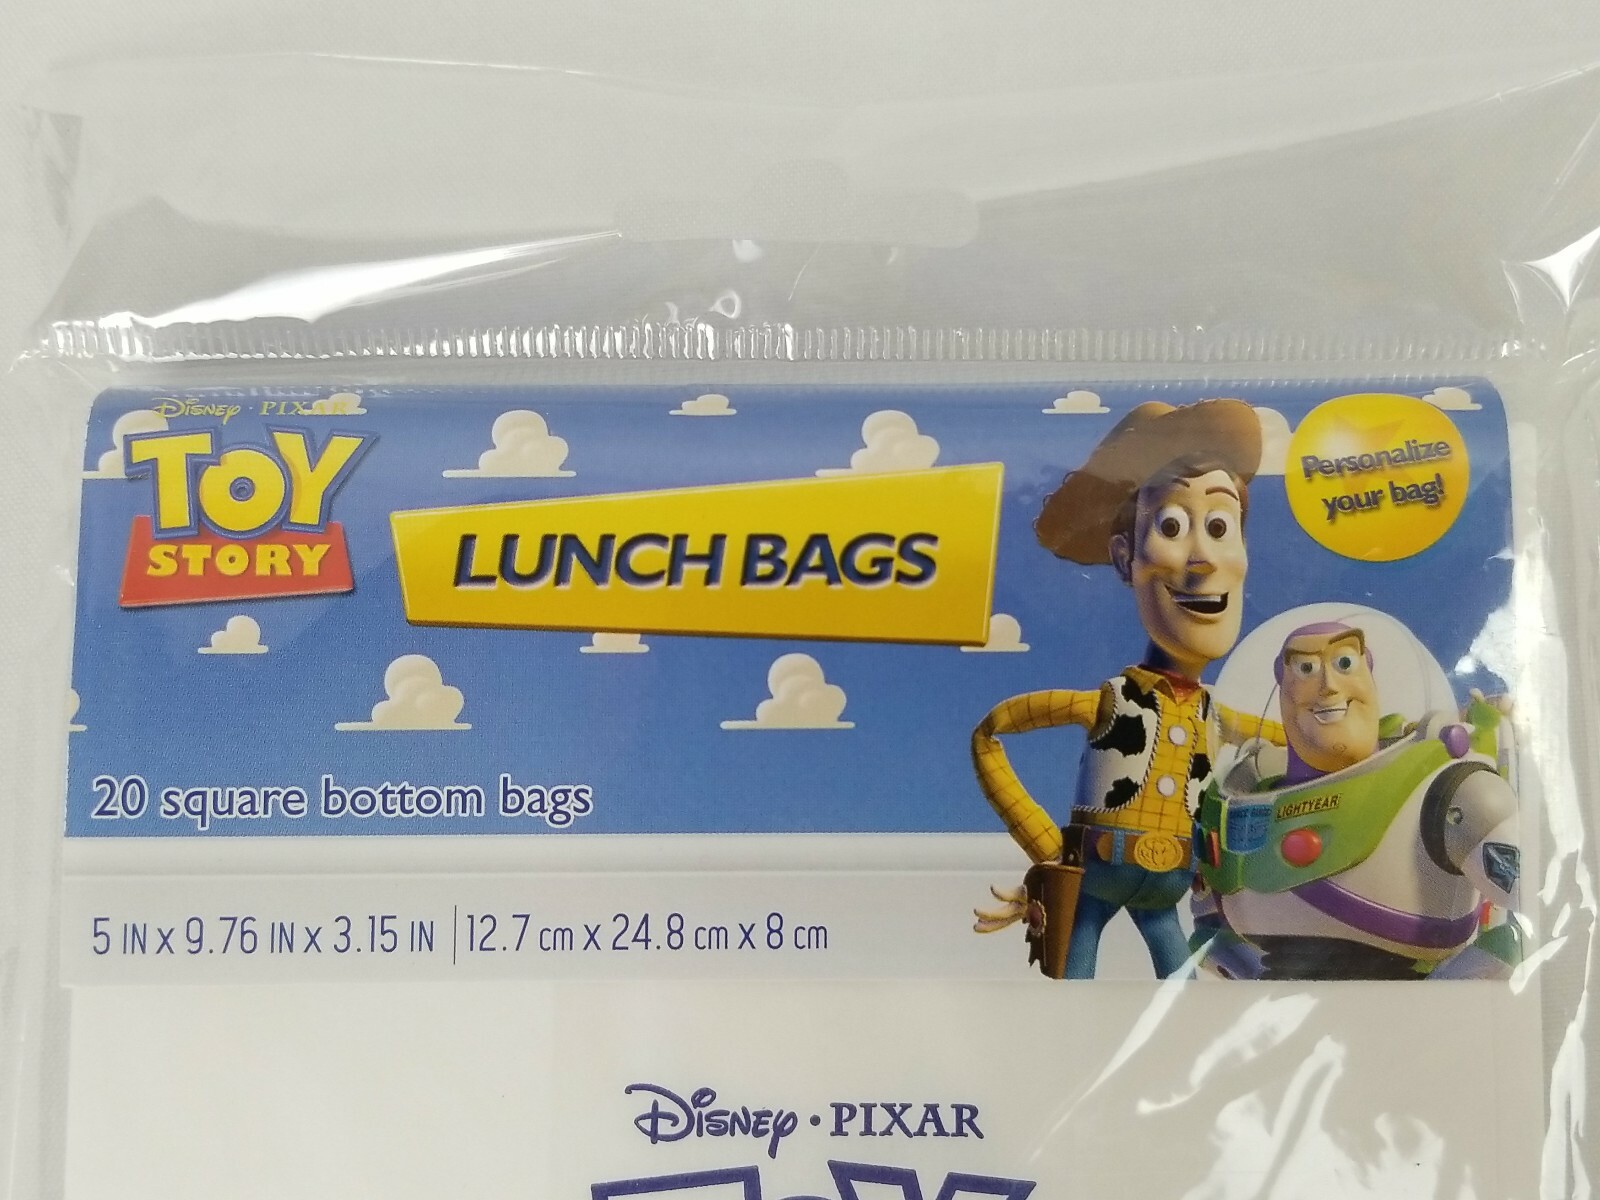 Disney · PIXAR
TOY
STORY
LUNCH BAGS
Personalize
your bag!
LIGHTYEAR
20 square bottom bags
5 IN x 9.76 IN x 3.15 IN | 12.7 cm x 24.8 cm x 8 cm
Disney · PIXAR